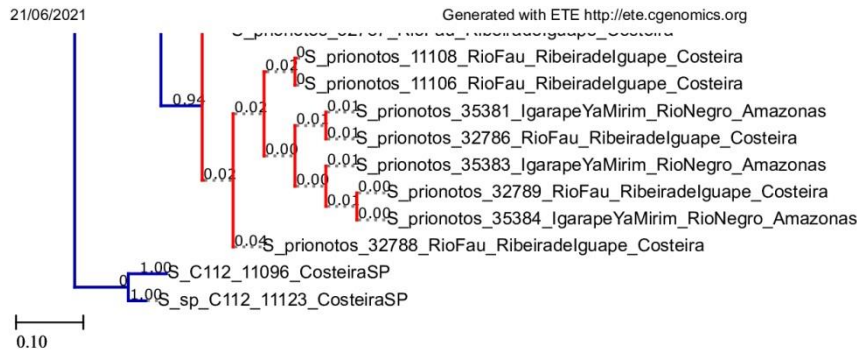 21/06/2021 Generated with ETE http://ete.cgenomics.org
S_prionotos_32787_RioFau_RibeiradeIguape_Costeira
0 S_prionotos_11108_RioFau_RibeiradeIguape_Costeira
0.02
0 S_prionotos_11106_RioFau_RibeiradeIguape_Costeira
0.94
0.02
0.01 S_prionotos_35381_IgarapeYaMirim_RioNegro_Amazonas
0.01
0.01 S_prionotos_32786_RioFau_RibeiradeIguape_Costeira
0.00
0.01 S_prionotos_35383_IgarapeYaMirim_RioNegro_Amazonas
0.02
0.00
0.00 S_prionotos_32789_RioFau_RibeiradeIguape_Costeira
0.01
0.00 S_prionotos_35384_IgarapeYaMirim_RioNegro_Amazonas
0.04 S_prionotos_32788_RioFau_RibeiradeIguape_Costeira
1.00 S_C112_11096_CosteiraSP
0
1.00 S_sp_C112_11123_CosteiraSP
0.10